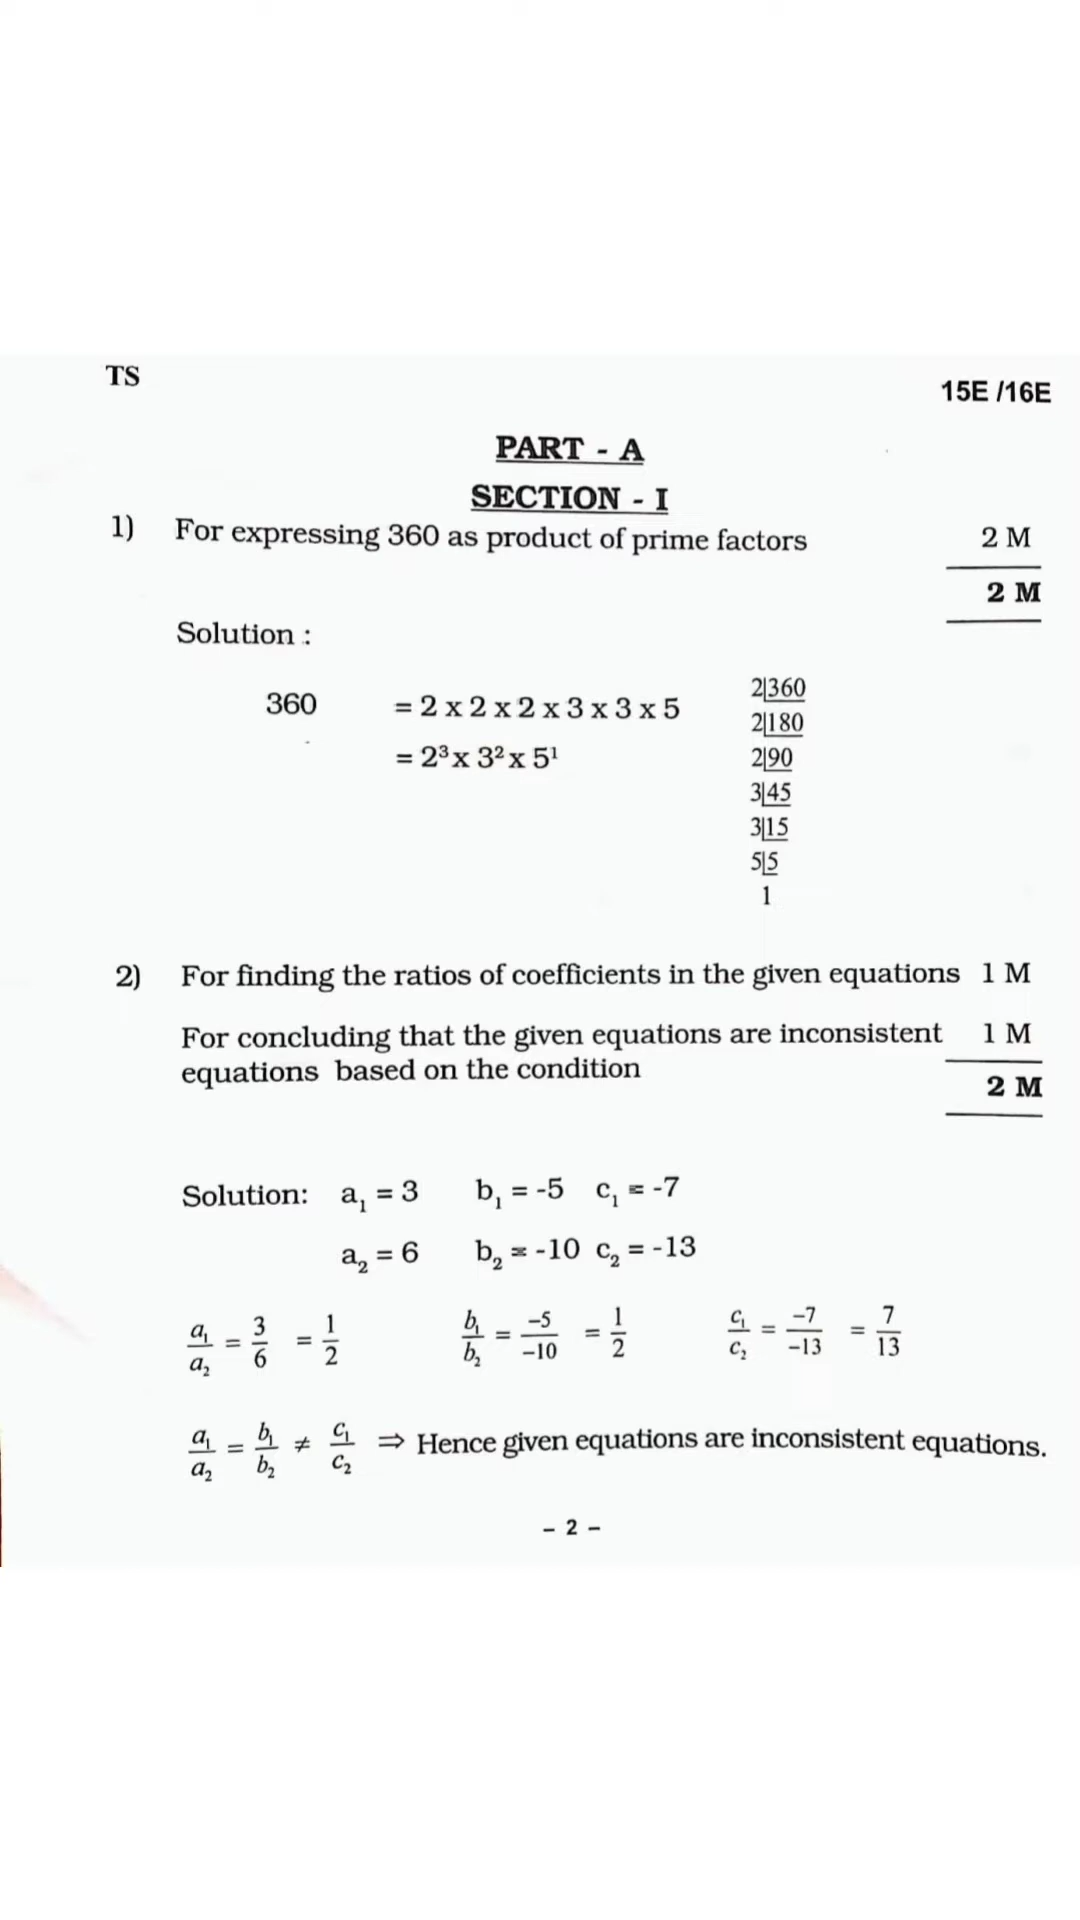 TS
15E /16E
PART - A
SECTION - I
1) For expressing 360 as product of prime factors 2 M
2 M
Solution :
360 = 2 x 2 x 2 x 3 x 3 x 5
= 2³ x 3² x 5¹
2|360
2|180
2|90
3|45
3|15
5|5
1
2) For finding the ratios of coefficients in the given equations 1 M
For concluding that the given equations are inconsistent 1 M
equations based on the condition
2 M
Solution: a₁ = 3 b₁ = -5 c₁ = -7
a₂ = 6 b₂ = -10 c₂ = -13
a₁/a₂ = 3/6 = 1/2 b₁/b₂ = -5/-10 = 1/2 c₁/c₂ = -7/-13 = 7/13
a₁/a₂ = b₁/b₂ ≠ c₁/c₂ ⇒ Hence given equations are inconsistent equations.
- 2 -